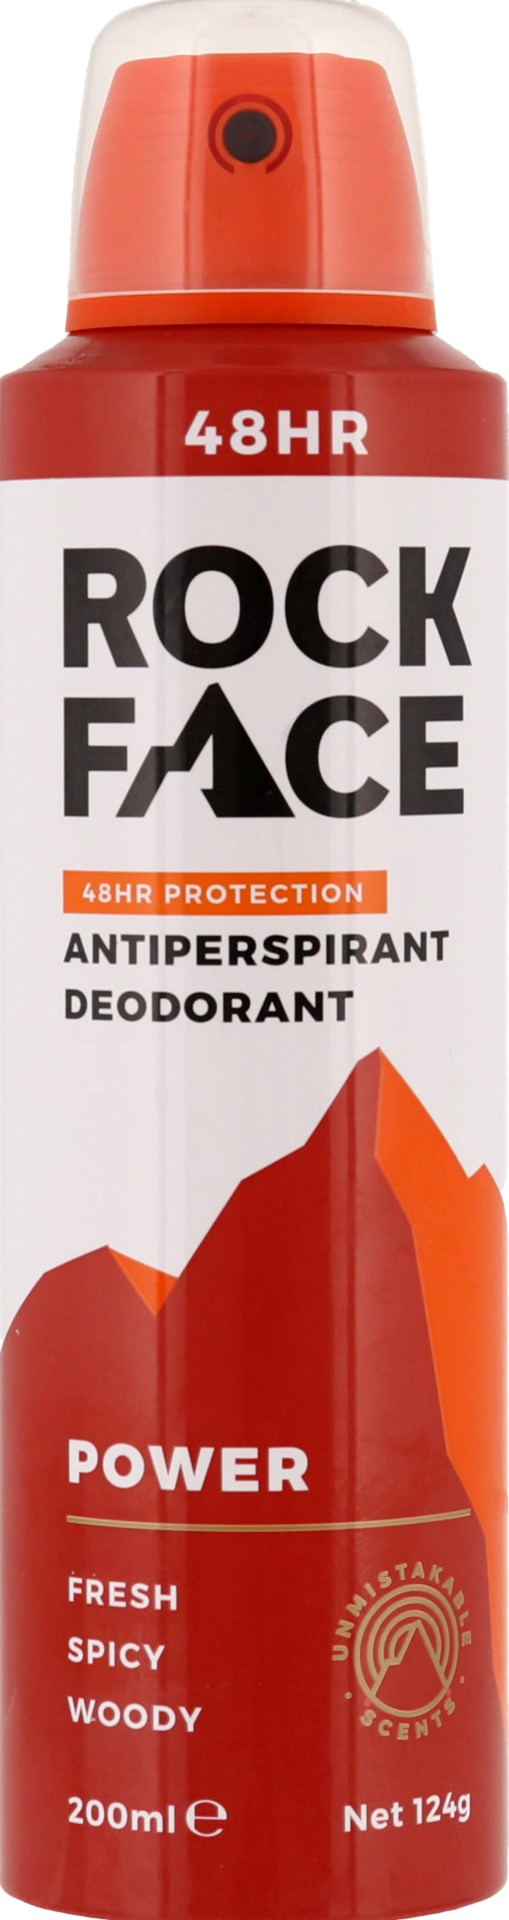 48HR
ROCK
FACE
48HR PROTECTION
ANTIPERSPIRANT
DEODORANT
POWER
FRESH
SPICY
WOODY
UNMISTAKABLE
SCENTS
200ml ℮
Net 124g